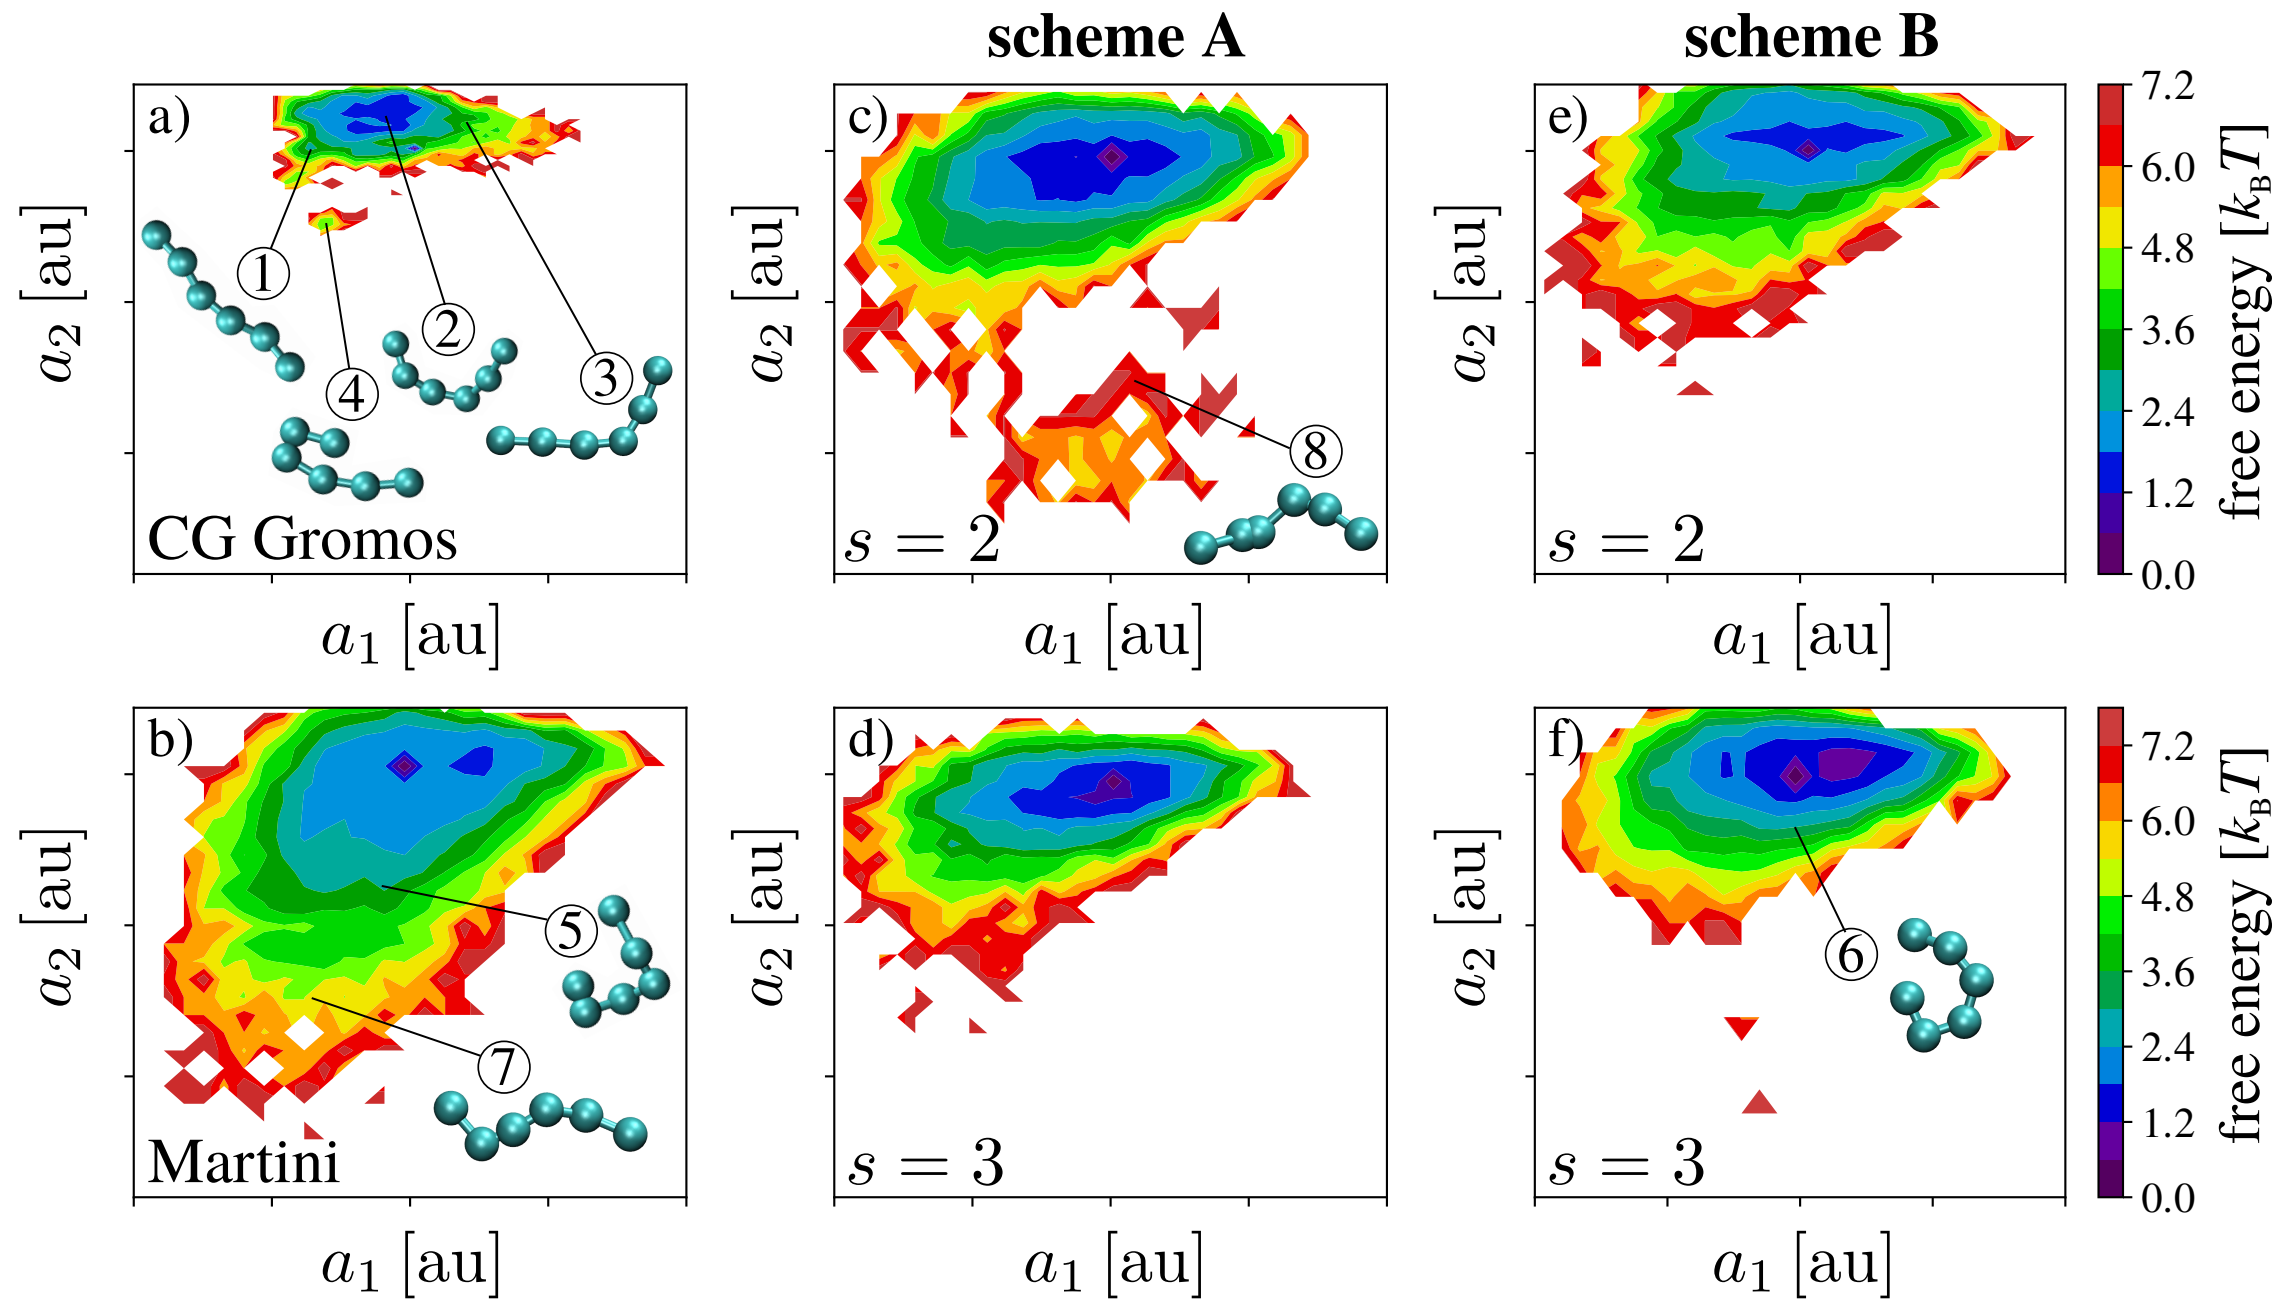 scheme A
scheme B
a)
1
2
3
4
CG Gromos
a₂ [au]
a₁ [au]
c)
8
s = 2
a₂ [au]
a₁ [au]
e)
s = 2
a₂ [au]
a₁ [au]
7.2
6.0
4.8
3.6
2.4
1.2
0.0
free energy [k_BT]
b)
5
7
Martini
a₂ [au]
a₁ [au]
d)
s = 3
a₂ [au]
a₁ [au]
f)
6
s = 3
a₂ [au]
a₁ [au]
7.2
6.0
4.8
3.6
2.4
1.2
0.0
free energy [k_BT]